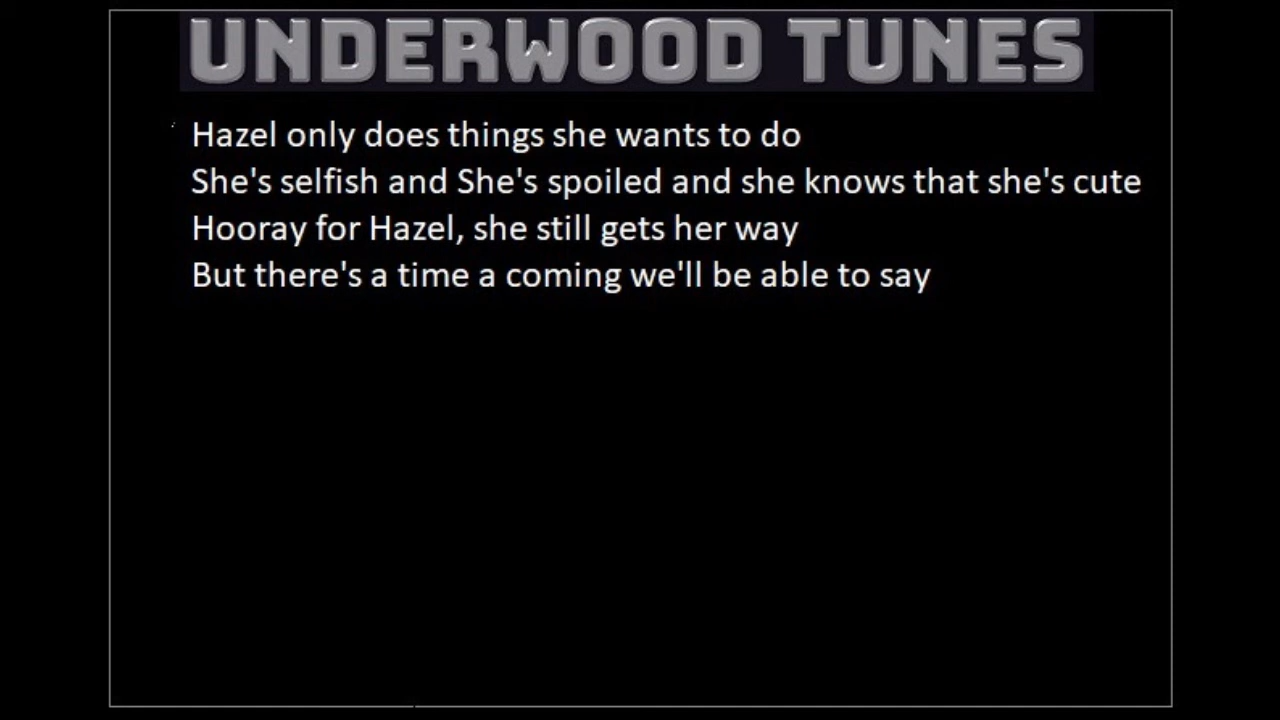 UNDERWOOD TUNES
Hazel only does things she wants to do
She's selfish and She's spoiled and she knows that she's cute
Hooray for Hazel, she still gets her way
But there's a time a coming we'll be able to say